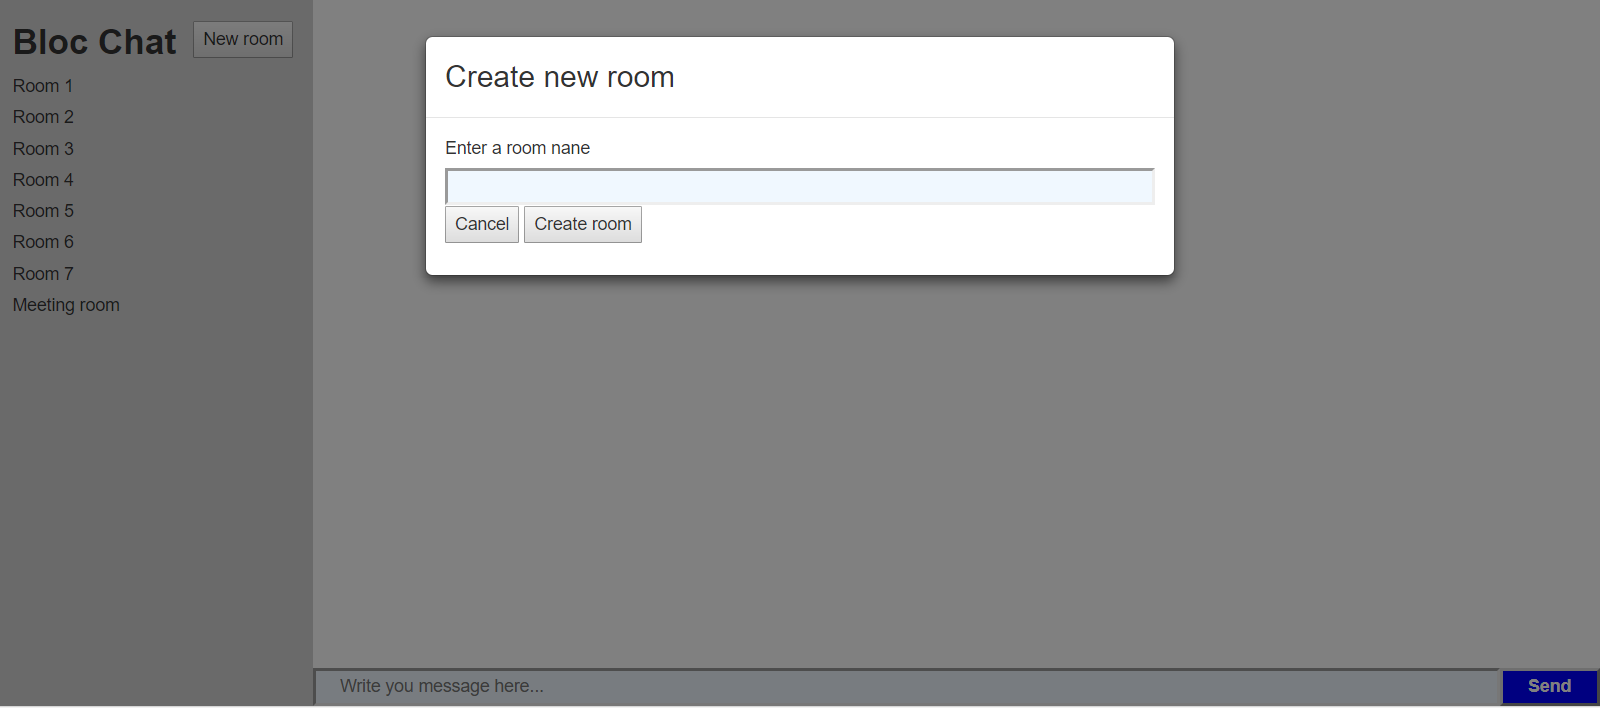 Bloc Chat
New room
Room 1
Room 2
Room 3
Room 4
Room 5
Room 6
Room 7
Meeting room
Create new room
Enter a room nane
Cancel
Create room
Write you message here...
Send